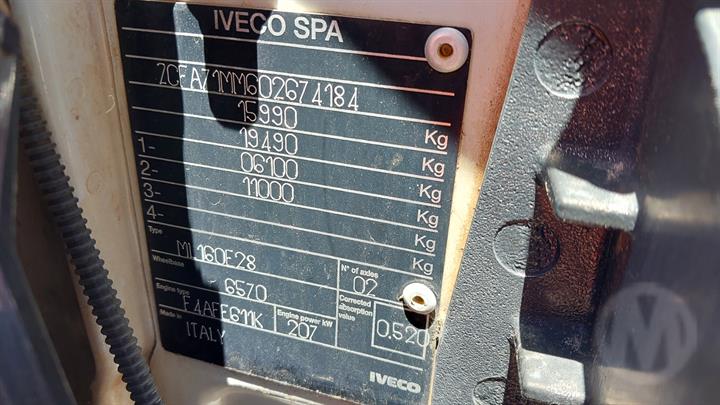 IVECO SPA
ZCFA71MM602674184
15990 Kg
1- 19490 Kg
2- 06100 Kg
3- 11000 Kg
4- Kg
Kg
Type ML160E28
Wheelbase 6570 N° of axles 02
Engine type F4AFE611K Engine power kW 207 Corrected absorption value 0.520
Made in ITALY
IVECO
M